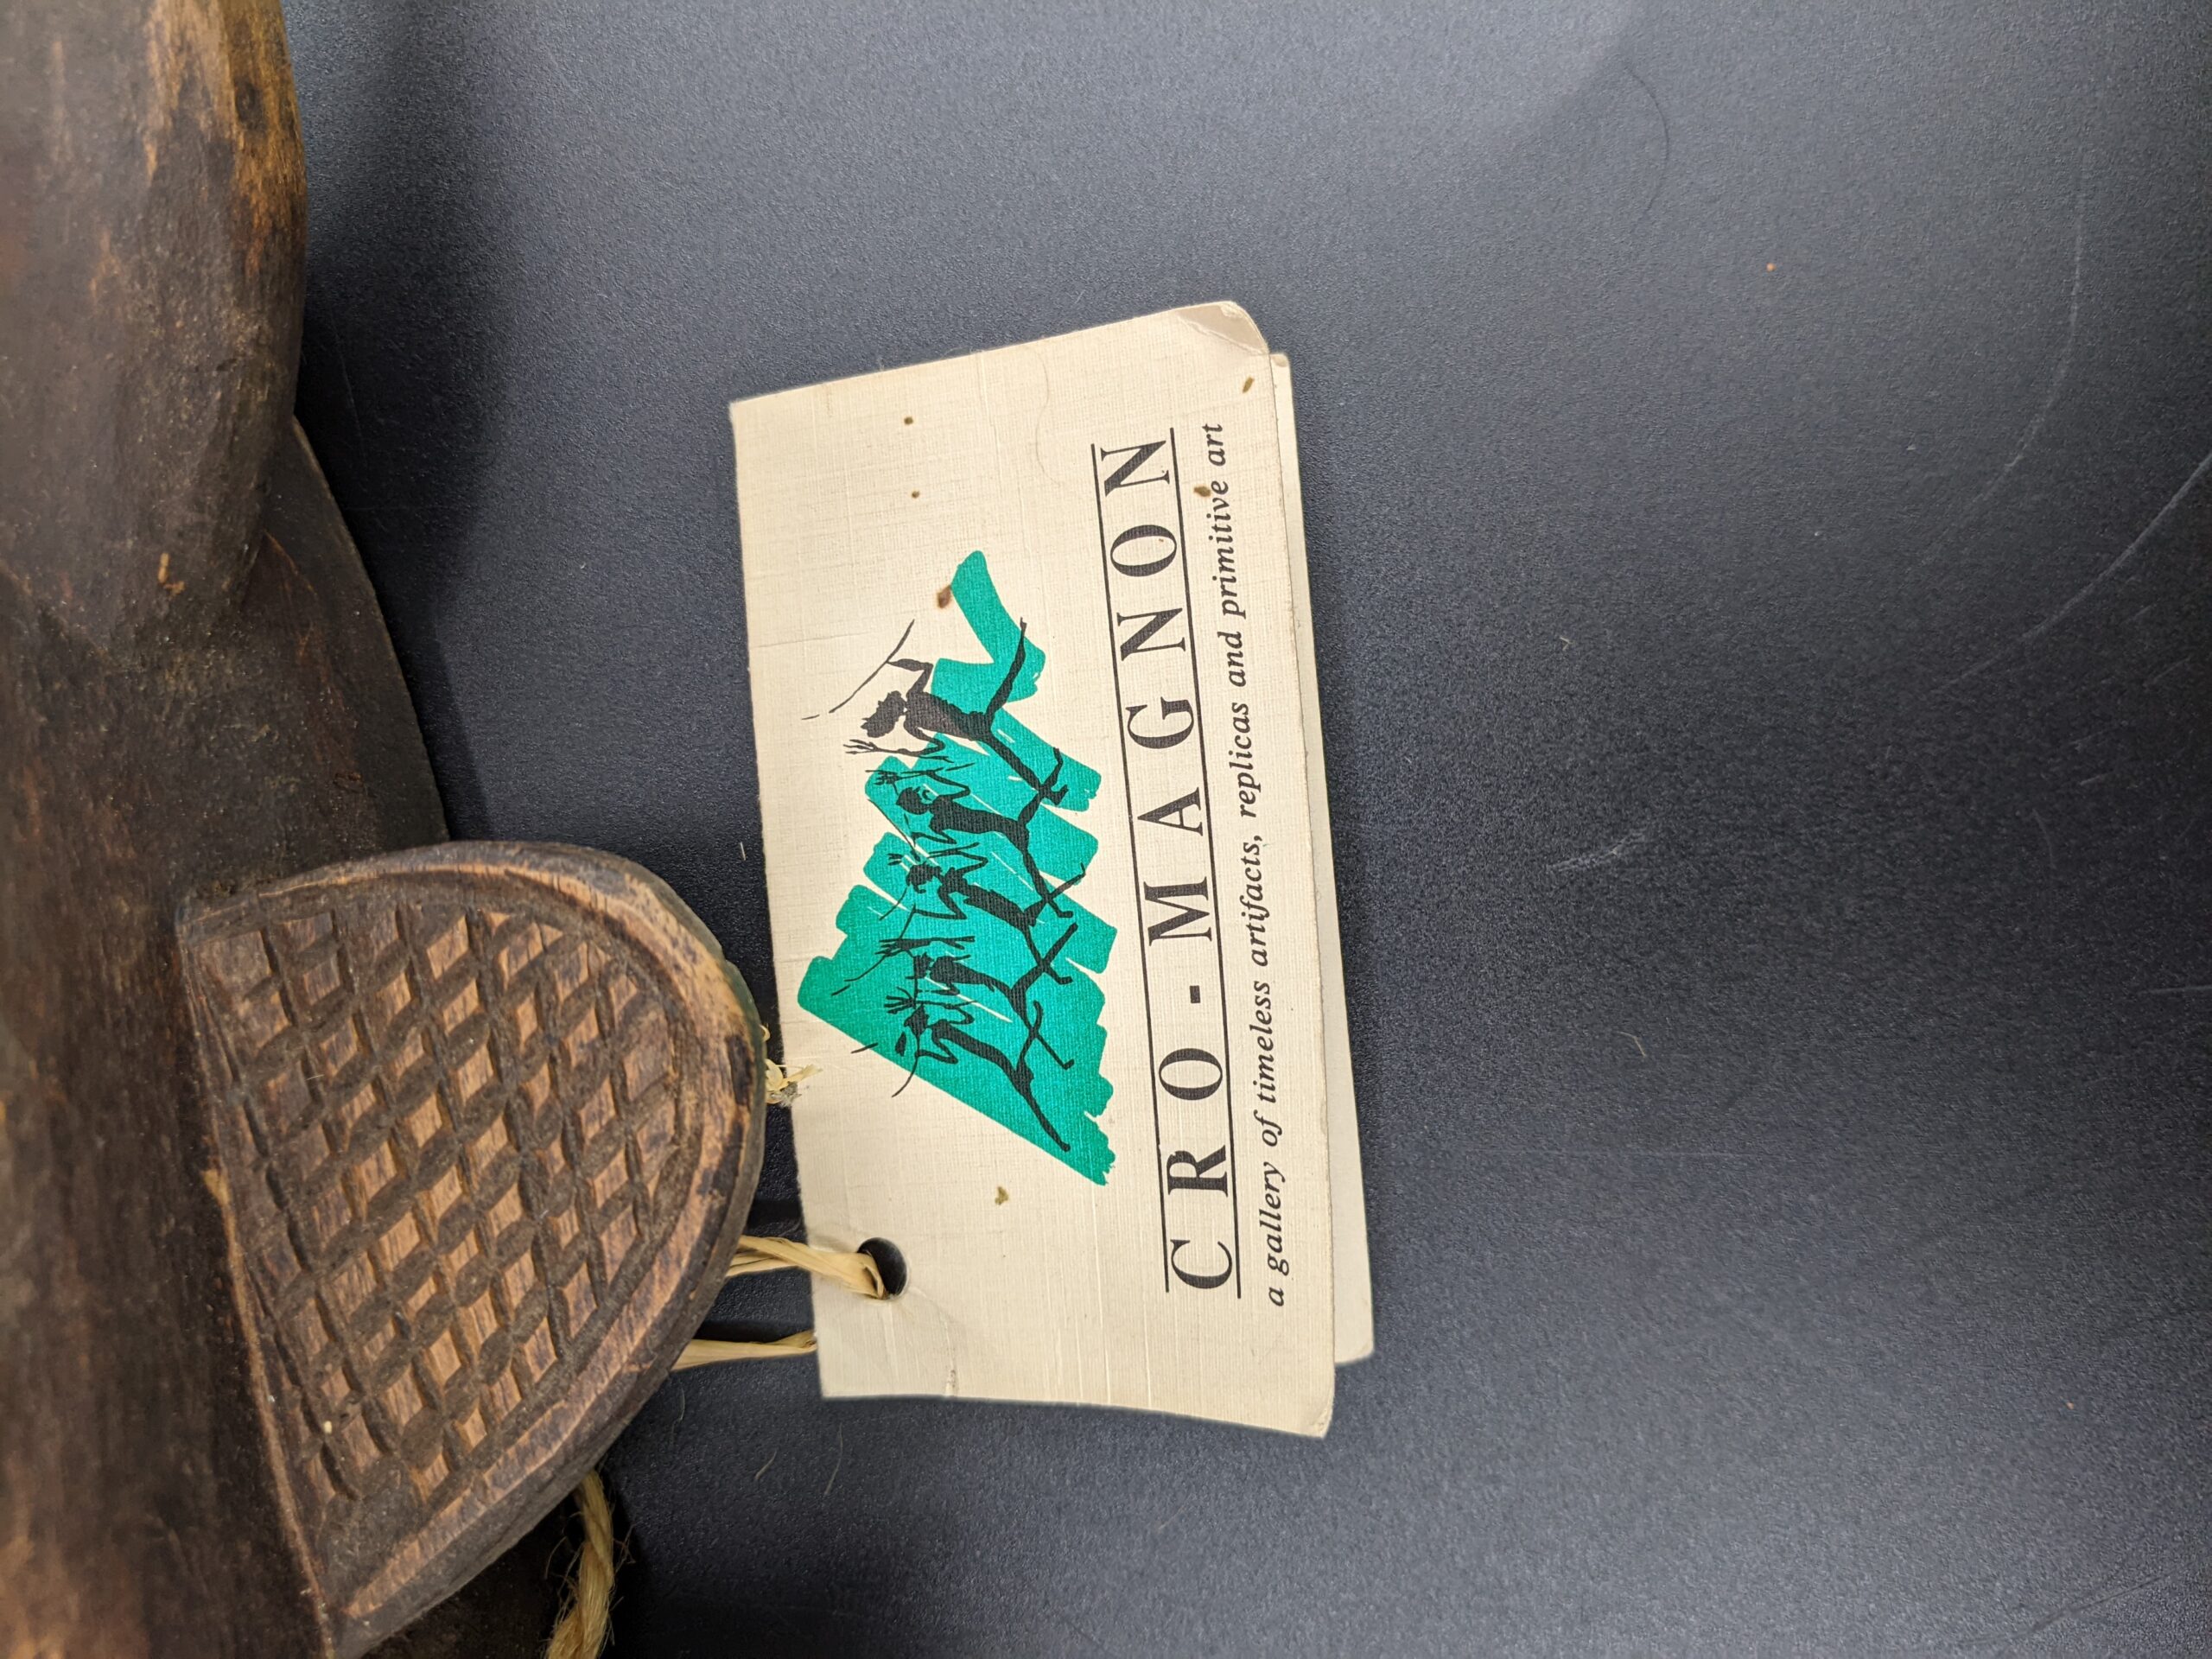 CRO-MAGNON
a gallery of timeless artifacts, replicas and primitive art